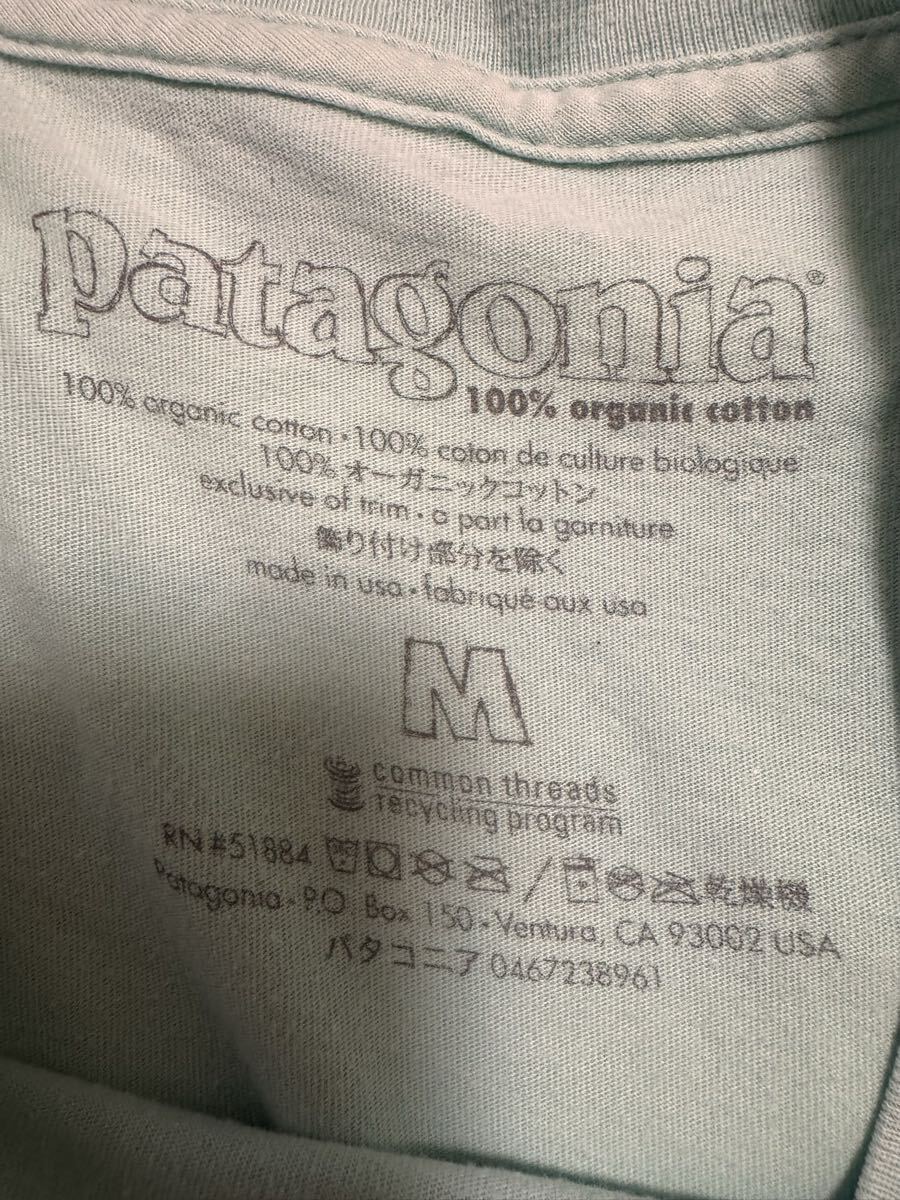 patagonia®
100% organic cotton
100% organic cotton • 100% coton de culture biologique
100% オーガニックコットン
exclusive of trim • a part la garniture
飾り付け部分を除く
made in usa • fabriqué aux usa
M
common threads
recycling program
RN #51884 / 乾燥機
Patagonia • P.O. Box 150 • Ventura, CA 93002 USA
パタゴニア 0467238961